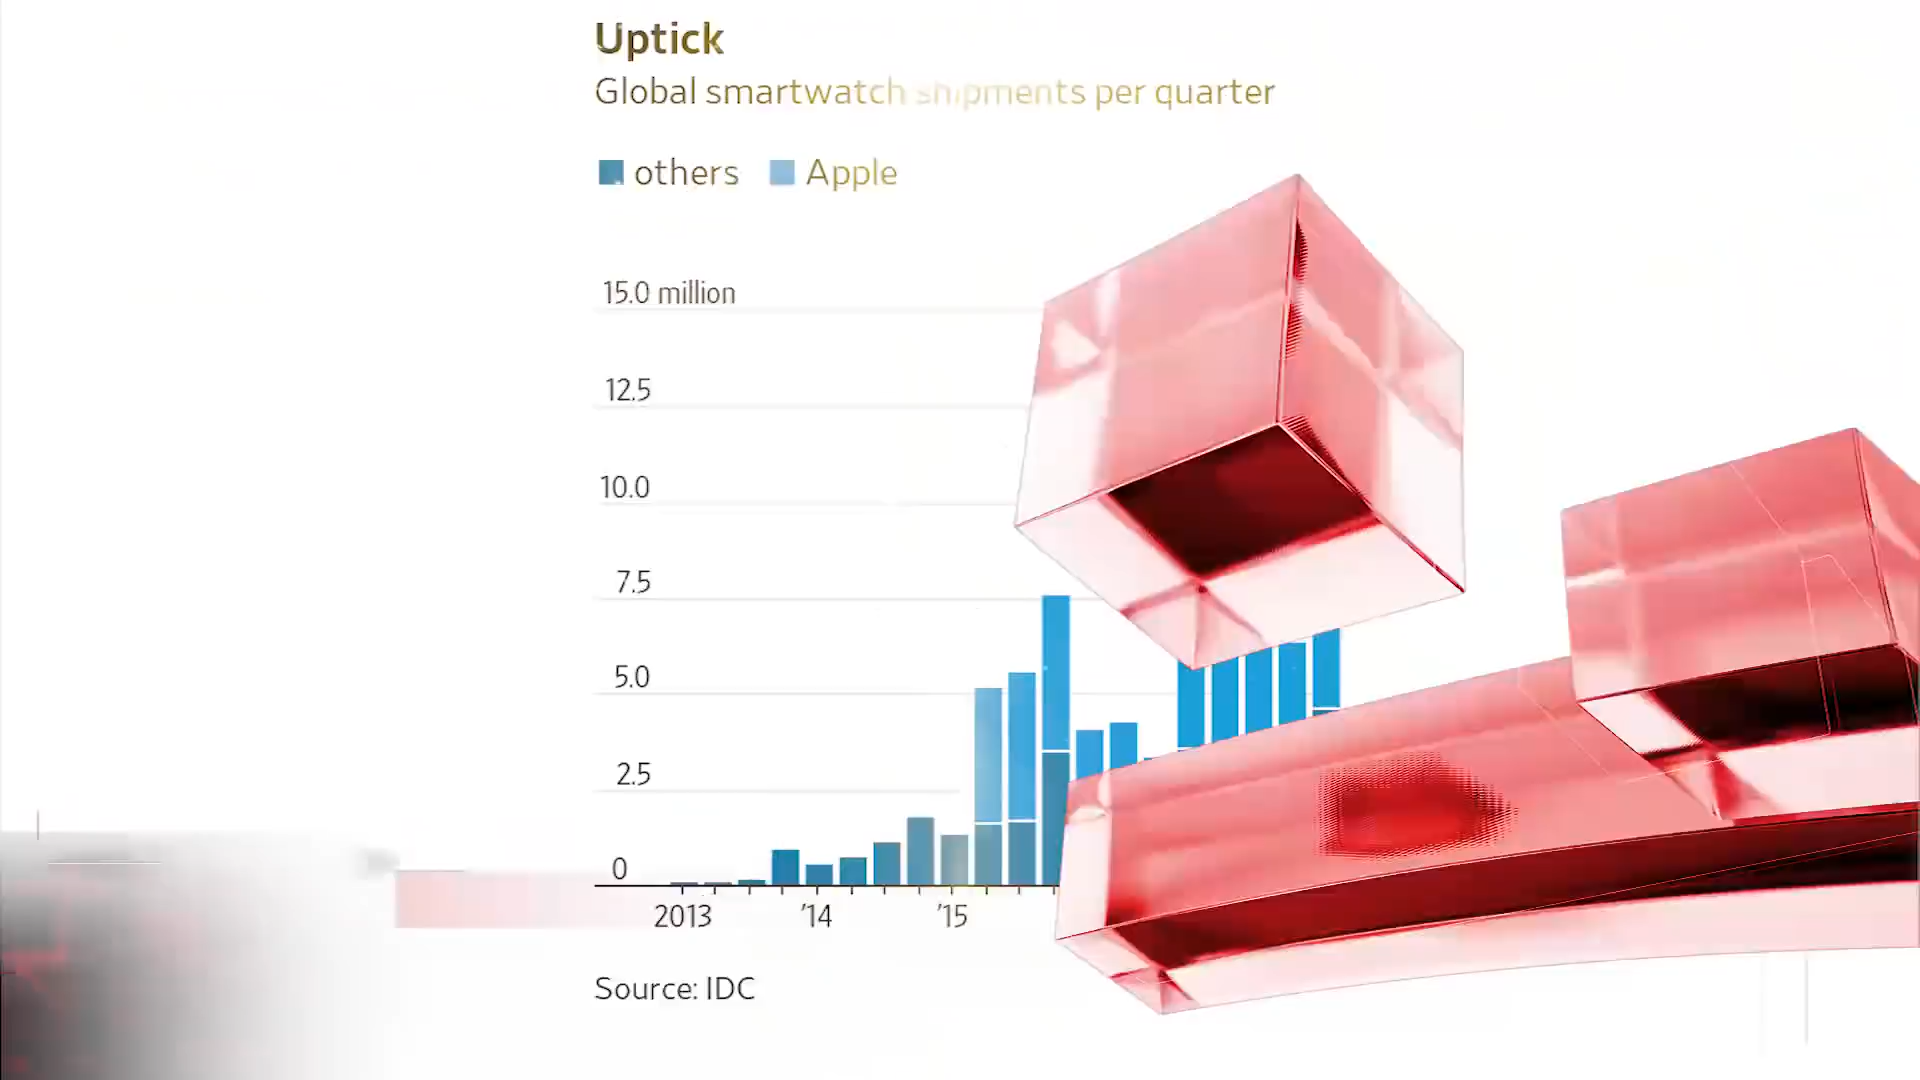 Uptick
Global smartwatch shipments per quarter
others Apple
15.0 million
12.5
10.0
7.5
5.0
2.5
0
2013 '14 '15
Source: IDC